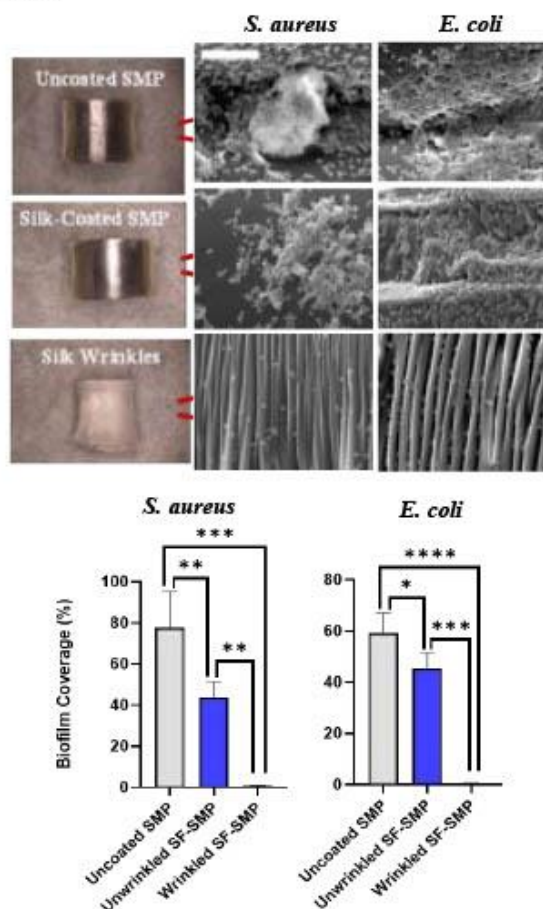 S. aureus E. coli
Uncoated SMP
Silk-Coated SMP
Silk Wrinkles
S. aureus
E. coli
Biofilm Coverage (%)
100
80
60
40
20
0
***
**
**
Uncoated SMP
Unwrinkled SF-SMP
Wrinkled SF-SMP
80
60
40
20
0
****
*
***
Uncoated SMP
Unwrinkled SF-SMP
Wrinkled SF-SMP